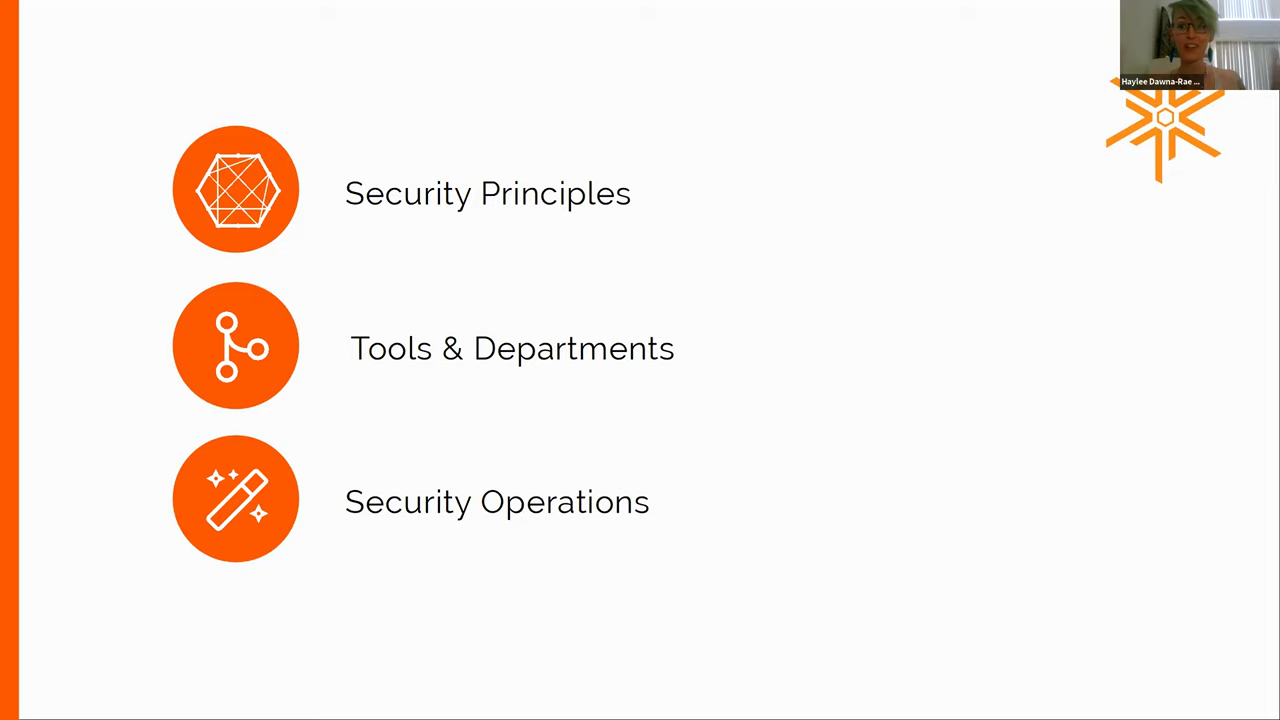 Haylee Dawna-Rae ...
Security Principles
Tools & Departments
Security Operations